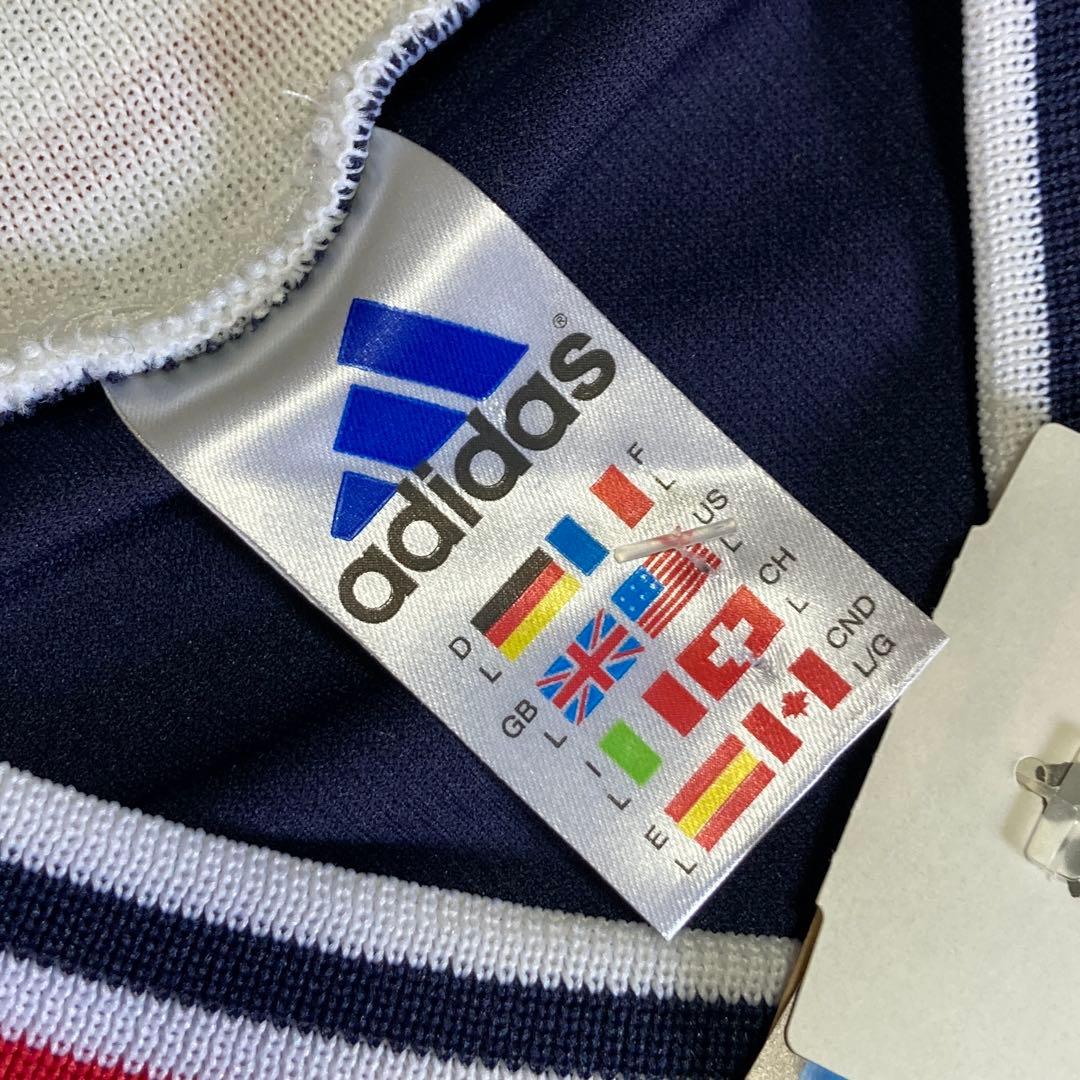 adidas®
D F
L L
GB US
L L
I CH
L L
E CND
L L/G